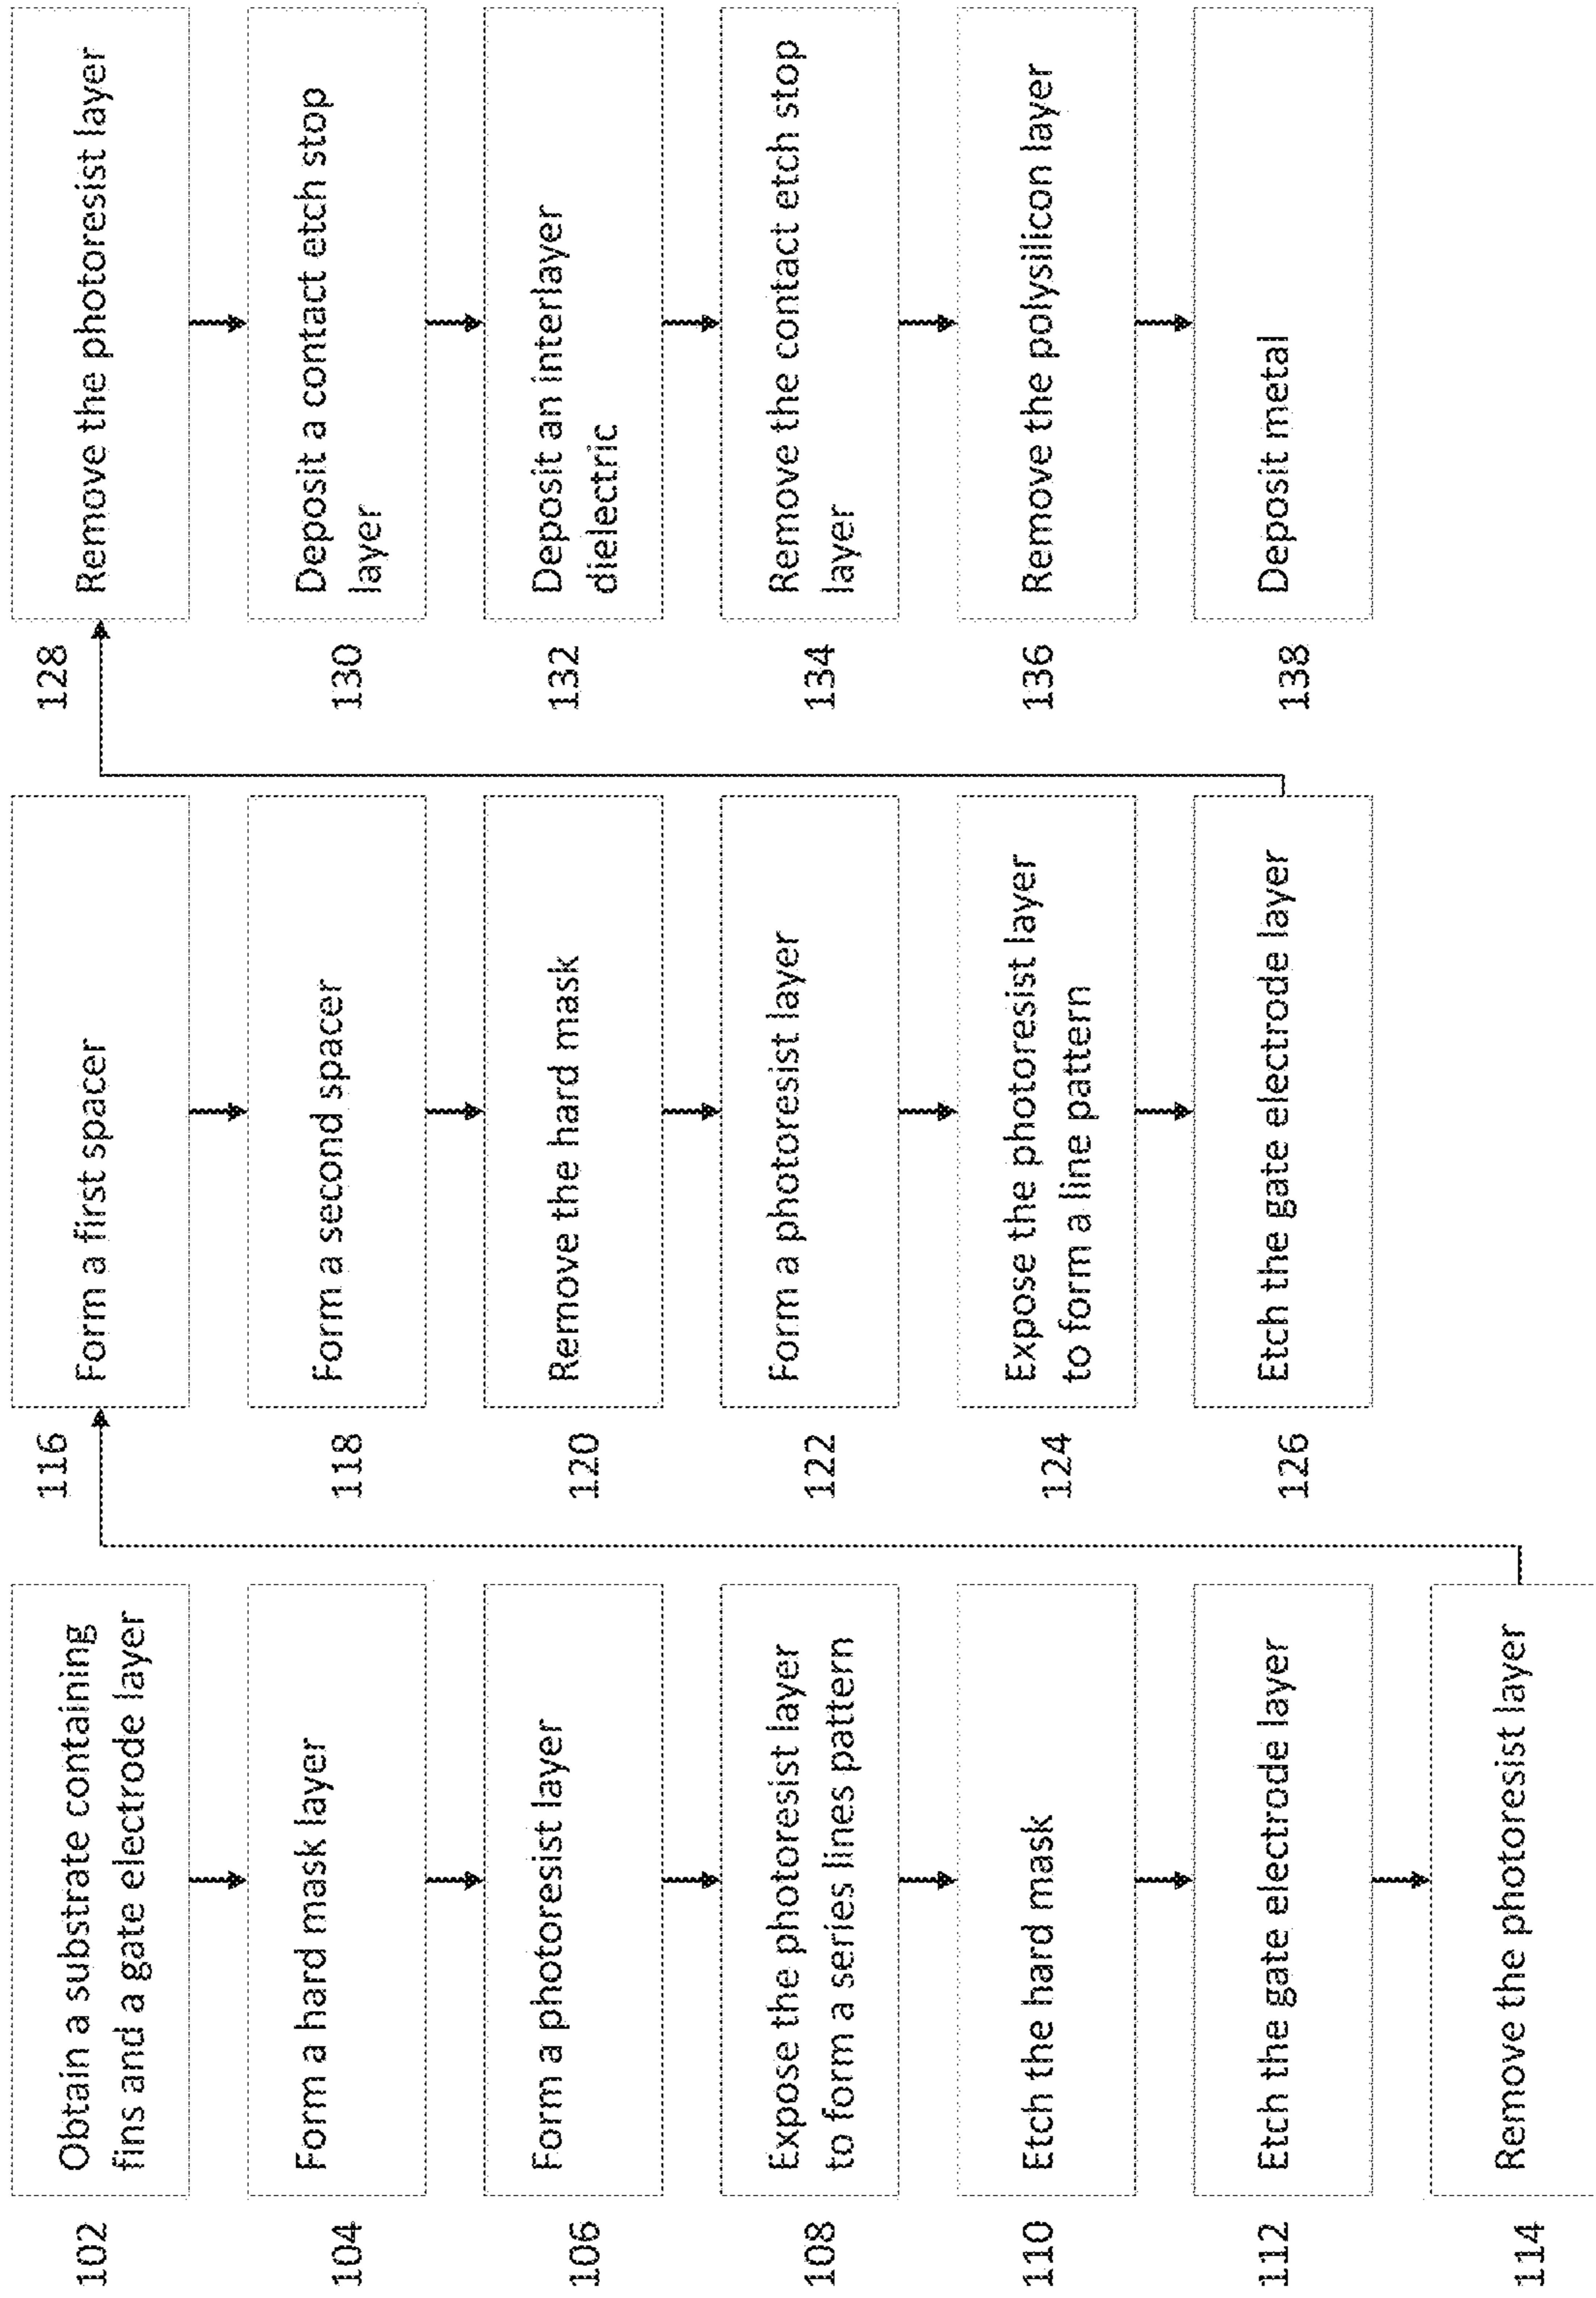 102
Obtain a substrate containing
fins and a gate electrode layer
104
Form a hard mask layer
106
Form a photoresist layer
108
Expose the photoresist layer
to form a series lines pattern
110
Etch the hard mask
112
Etch the gate electrode layer
114
Remove the photoresist layer
116
Form a first spacer
118
Form a second spacer
120
Remove the hard mask
122
Form a photoresist layer
124
Expose the photoresist layer
to form a line pattern
126
Etch the gate electrode layer
128
Remove the photoresist layer
130
Deposit a contact etch stop
layer
132
Deposit an interlayer
dielectric
134
Remove the contact etch stop
layer
136
Remove the polysilicon layer
138
Deposit metal